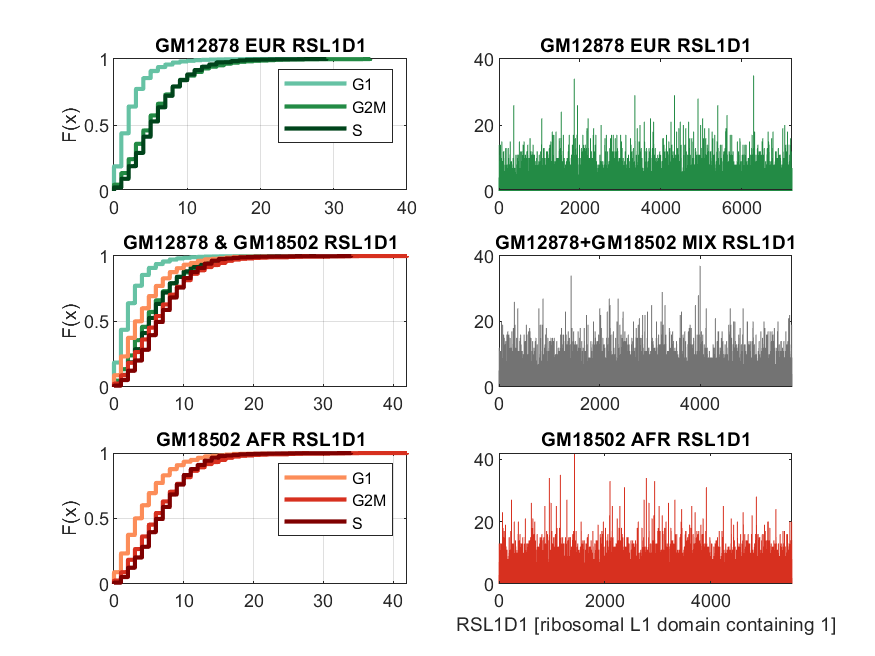 GM12878 EUR RSL1D1
F(x)
1
0.5
0
0 10 20 30 40
G1
G2M
S
GM12878 EUR RSL1D1
40
20
0
0 2000 4000 6000
GM12878 & GM18502 RSL1D1
F(x)
1
0.5
0
0 10 20 30 40
GM12878+GM18502 MIX RSL1D1
40
20
0
0 2000 4000
GM18502 AFR RSL1D1
F(x)
1
0.5
0
0 10 20 30 40
G1
G2M
S
GM18502 AFR RSL1D1
40
20
0
0 2000 4000
RSL1D1 [ribosomal L1 domain containing 1]